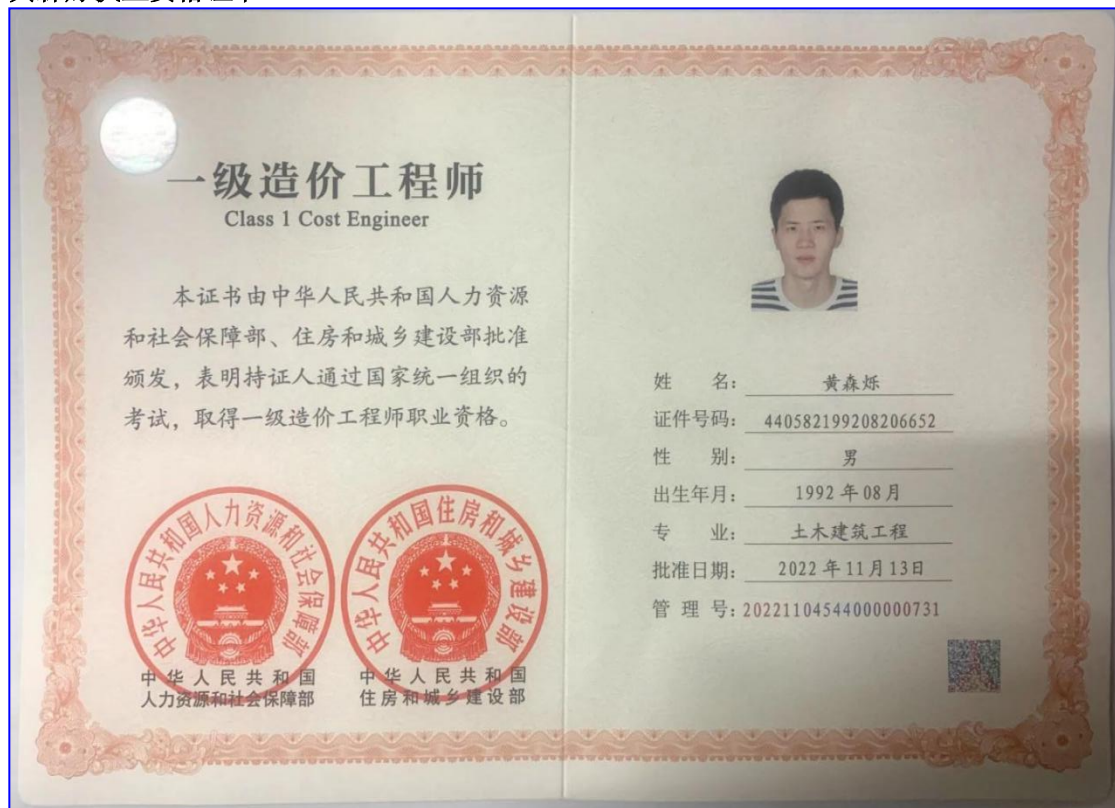 一级造价工程师
Class 1 Cost Engineer
本证书由中华人民共和国人力资源
和社会保障部、住房和城乡建设部批准
颁发，表明持证人通过国家统一组织的
考试，取得一级造价工程师职业资格。
中华人民共和国人力资源和社会保障部
中华人民共和国住房和城乡建设部
中华人民共和国
人力资源和社会保障部
中华人民共和国
住房和城乡建设部
姓 名：黄森烁
证件号码：440582199208206652
性 别：男
出生年月：1992年08月
专 业：土木建筑工程
批准日期：2022年11月13日
管 理 号：20221104544000000731